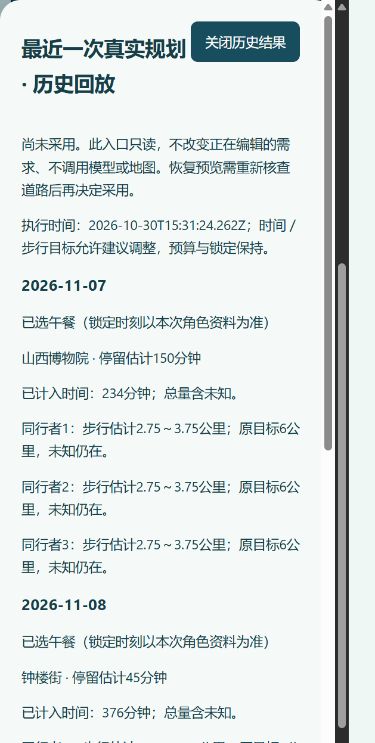 最近一次真实规划
· 历史回放
关闭历史结果
尚未采用。此入口只读，不改变正在编辑的需
求、不调用模型或地图。恢复预览需重新核查
道路后再决定采用。
执行时间：2026-10-30T15:31:24.262Z；时间 /
步行目标允许建议调整，预算与锁定保持。
2026-11-07
已选午餐（锁定时刻以本次角色资料为准）
山西博物院 · 停留估计150分钟
已计入时间：234分钟；总量含未知。
同行者1：步行估计2.75～3.75公里；原目标6公
里，未知仍在。
同行者2：步行估计2.75～3.75公里；原目标6公
里，未知仍在。
同行者3：步行估计2.75～3.75公里；原目标6公
里，未知仍在。
2026-11-08
已选午餐（锁定时刻以本次角色资料为准）
钟楼街 · 停留估计45分钟
已计入时间：376分钟；总量含未知。